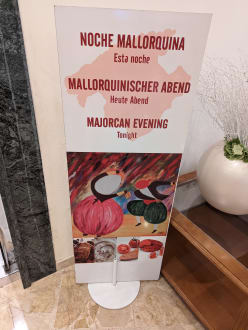 NOCHE MALLORQUINA
Esta noche
MALLORQUINISCHER ABEND
Heute Abend
MAJORCAN EVENING
Tonight